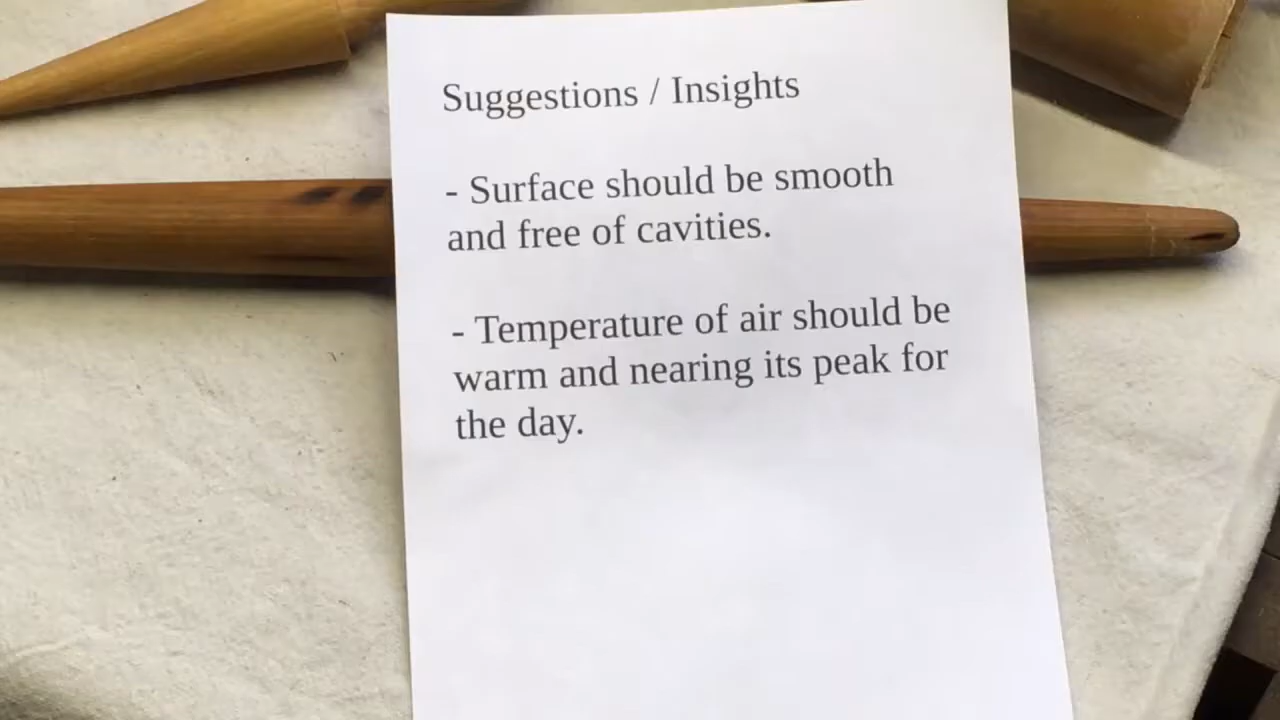 Suggestions / Insights
- Surface should be smooth
and free of cavities.
- Temperature of air should be
warm and nearing its peak for
the day.